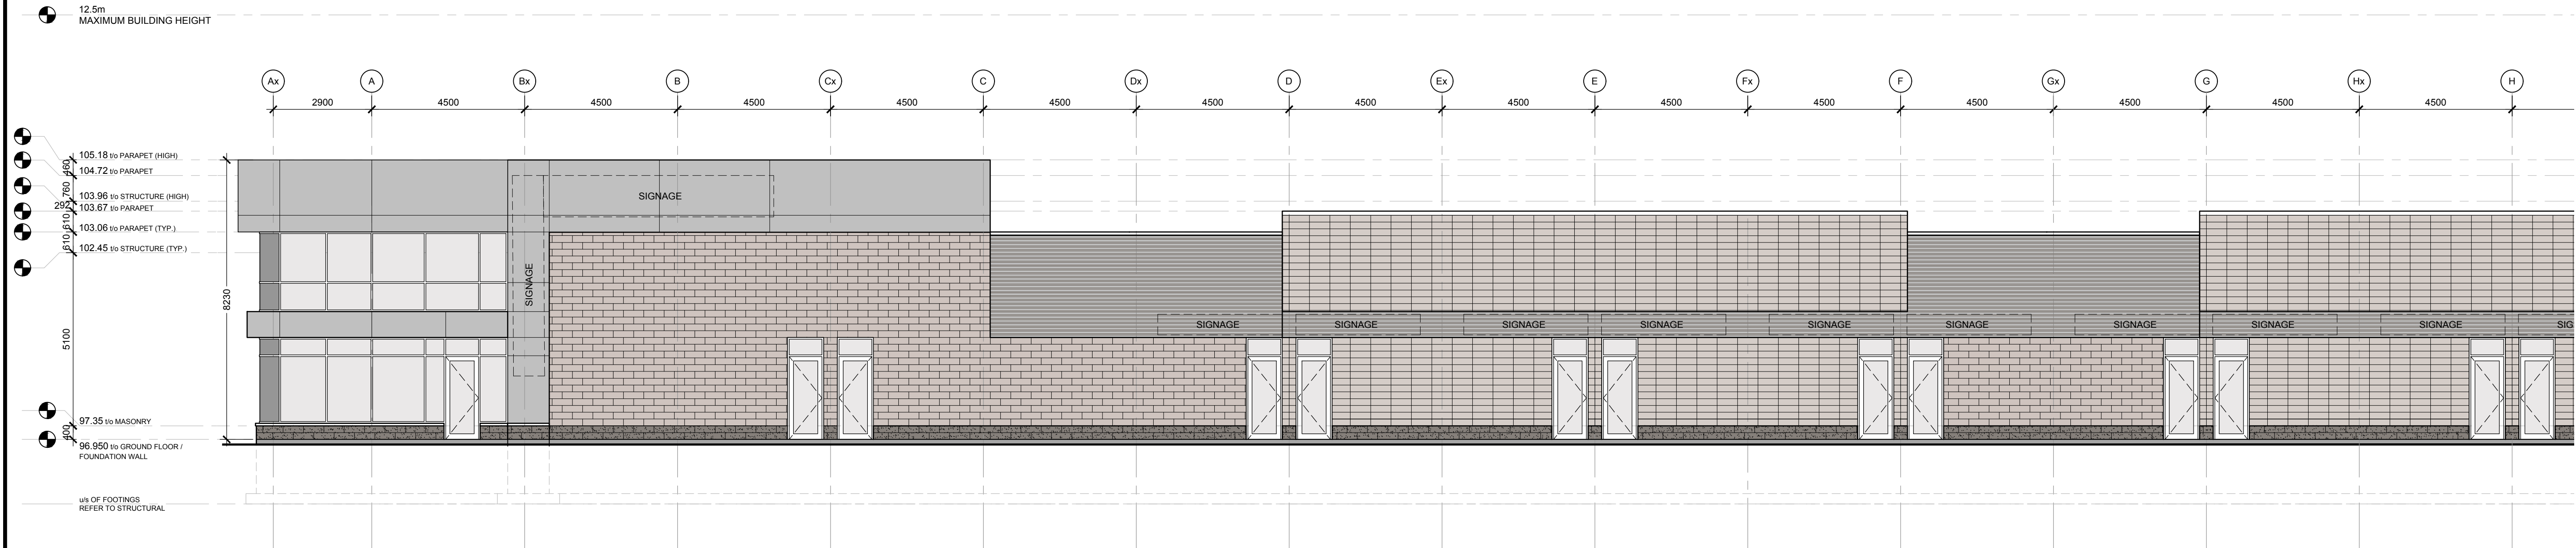 12.5m
MAXIMUM BUILDING HEIGHT
Ax A Bx B Cx C Dx D Ex E Fx F Gx G Hx H
2900 4500 4500 4500 4500 4500 4500 4500 4500 4500 4500 4500 4500 4500 4500
105.18 t/o PARAPET (HIGH)
460
104.72 t/o PARAPET
760
103.96 t/o STRUCTURE (HIGH)
292
103.67 t/o PARAPET
610
103.06 t/o PARAPET (TYP.)
610
102.45 t/o STRUCTURE (TYP.)
5100
8230
SIGNAGE
SIGNAGE
SIGNAGE SIGNAGE SIGNAGE SIGNAGE SIGNAGE SIGNAGE SIGNAGE SIGNAGE SIGNAGE SIG
97.35 t/o MASONRY
400
96.950 t/o GROUND FLOOR /
FOUNDATION WALL
u/s OF FOOTINGS
REFER TO STRUCTURAL